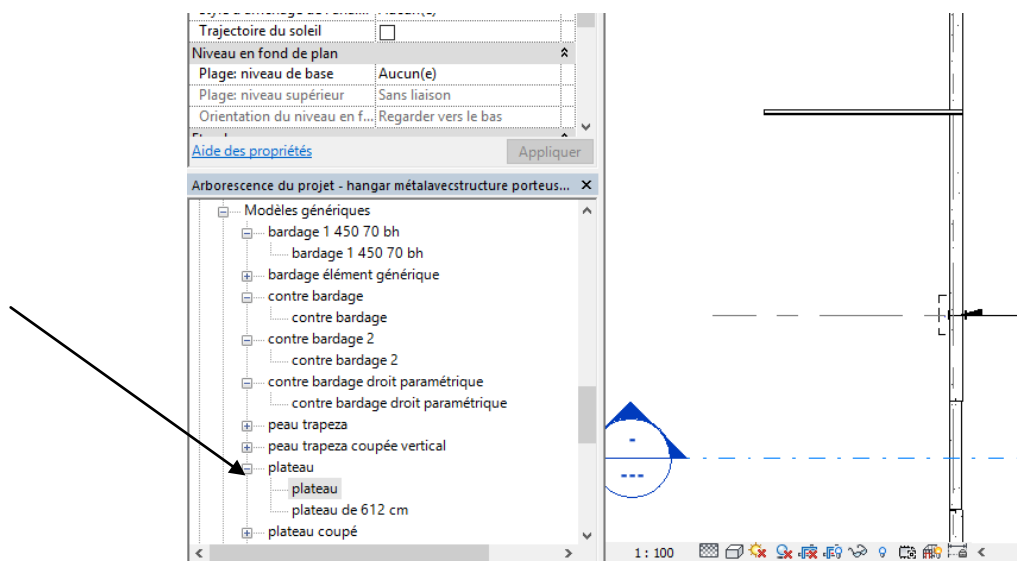 Trajectoire du soleil
Niveau en fond de plan
Plage: niveau de base Aucun(e)
Plage: niveau supérieur Sans liaison
Orientation du niveau en f... Regarder vers le bas
Aide des propriétés Appliquer
Arborescence du projet - hangar métalavecstructure porteus...
Modèles génériques
bardage 1 450 70 bh
bardage 1 450 70 bh
bardage élément générique
contre bardage
contre bardage
contre bardage 2
contre bardage 2
contre bardage droit paramétrique
contre bardage droit paramétrique
peau trapeza
peau trapeza coupée vertical
plateau
plateau
plateau de 612 cm
plateau coupé
-
---
1 : 100